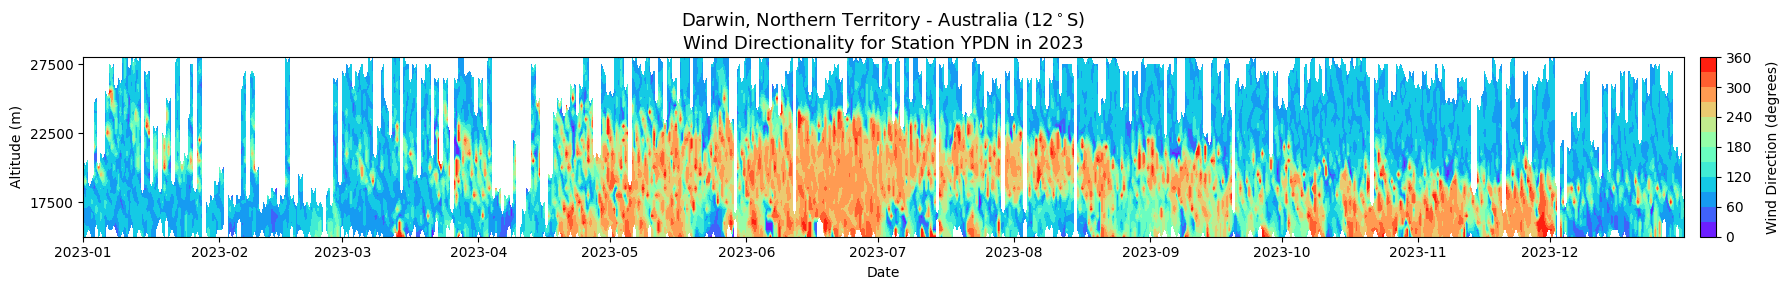 Darwin, Northern Territory - Australia (12°S)
Wind Directionality for Station YPDN in 2023
27500
22500
17500
Altitude (m)
2023-01 2023-02 2023-03 2023-04 2023-05 2023-06 2023-07 2023-08 2023-09 2023-10 2023-11 2023-12
Date
360
300
240
180
120
60
0
Wind Direction (degrees)